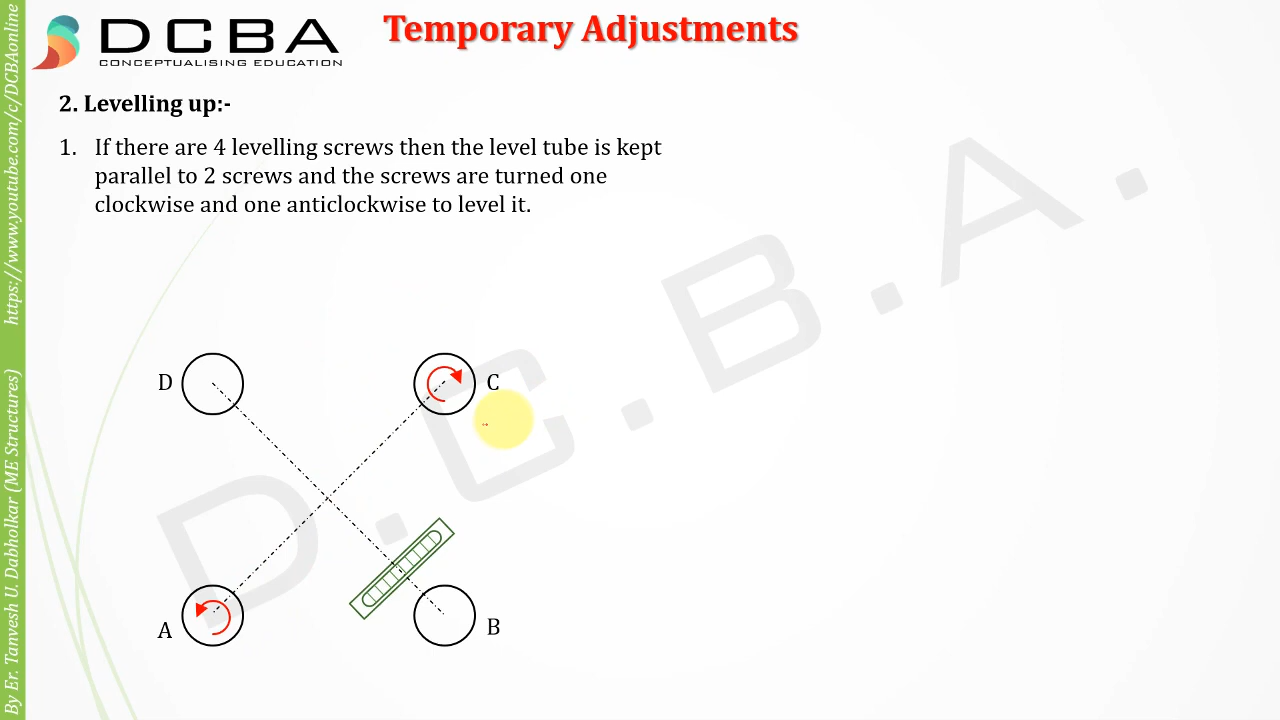 DCBA
CONCEPTUALISING EDUCATION
Temporary Adjustments
2. Levelling up:-
1. If there are 4 levelling screws then the level tube is kept
parallel to 2 screws and the screws are turned one
clockwise and one anticlockwise to level it.
D
C
A
B
D.C.B.A.
By Er. Tanvesh U. Dabholkar (ME Structures) https://www.youtube.com/c/DCBAonline